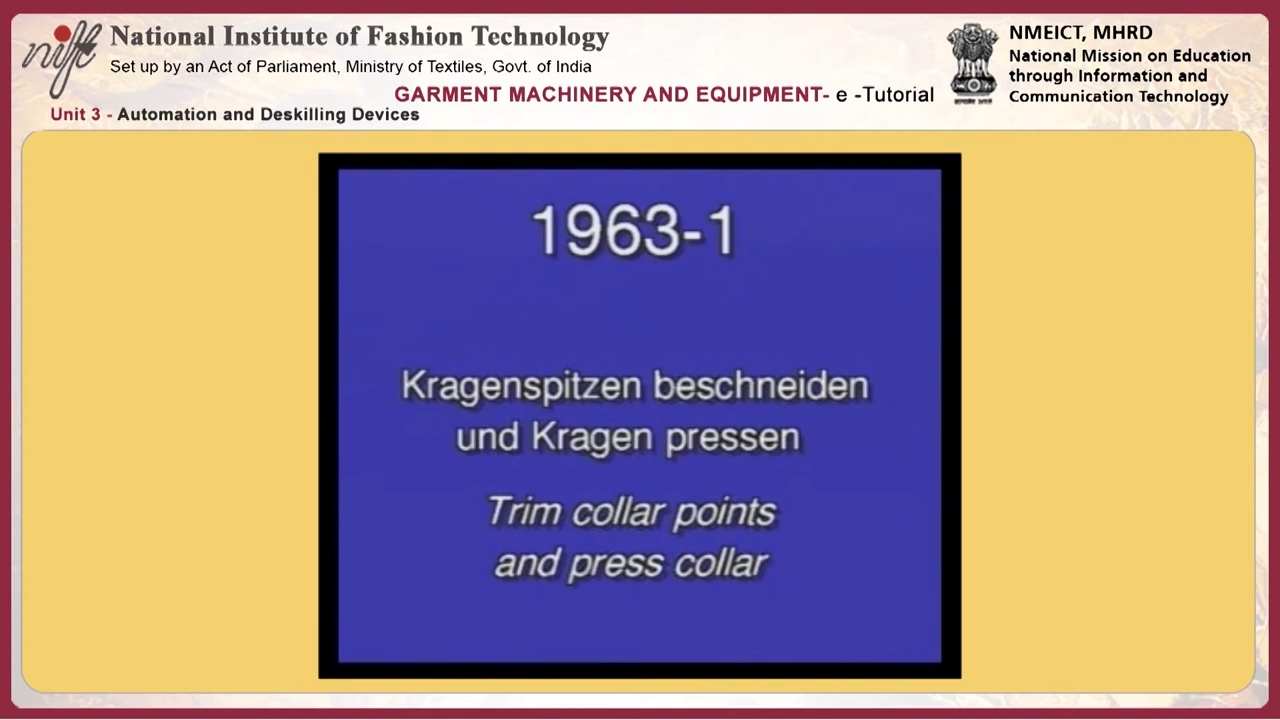 nift
National Institute of Fashion Technology
Set up by an Act of Parliament, Ministry of Textiles, Govt. of India
GARMENT MACHINERY AND EQUIPMENT- e -Tutorial
Unit 3 - Automation and Deskilling Devices
NMEICT, MHRD
National Mission on Education
through Information and
Communication Technology
1963-1
Kragenspitzen beschneiden
und Kragen pressen
Trim collar points
and press collar